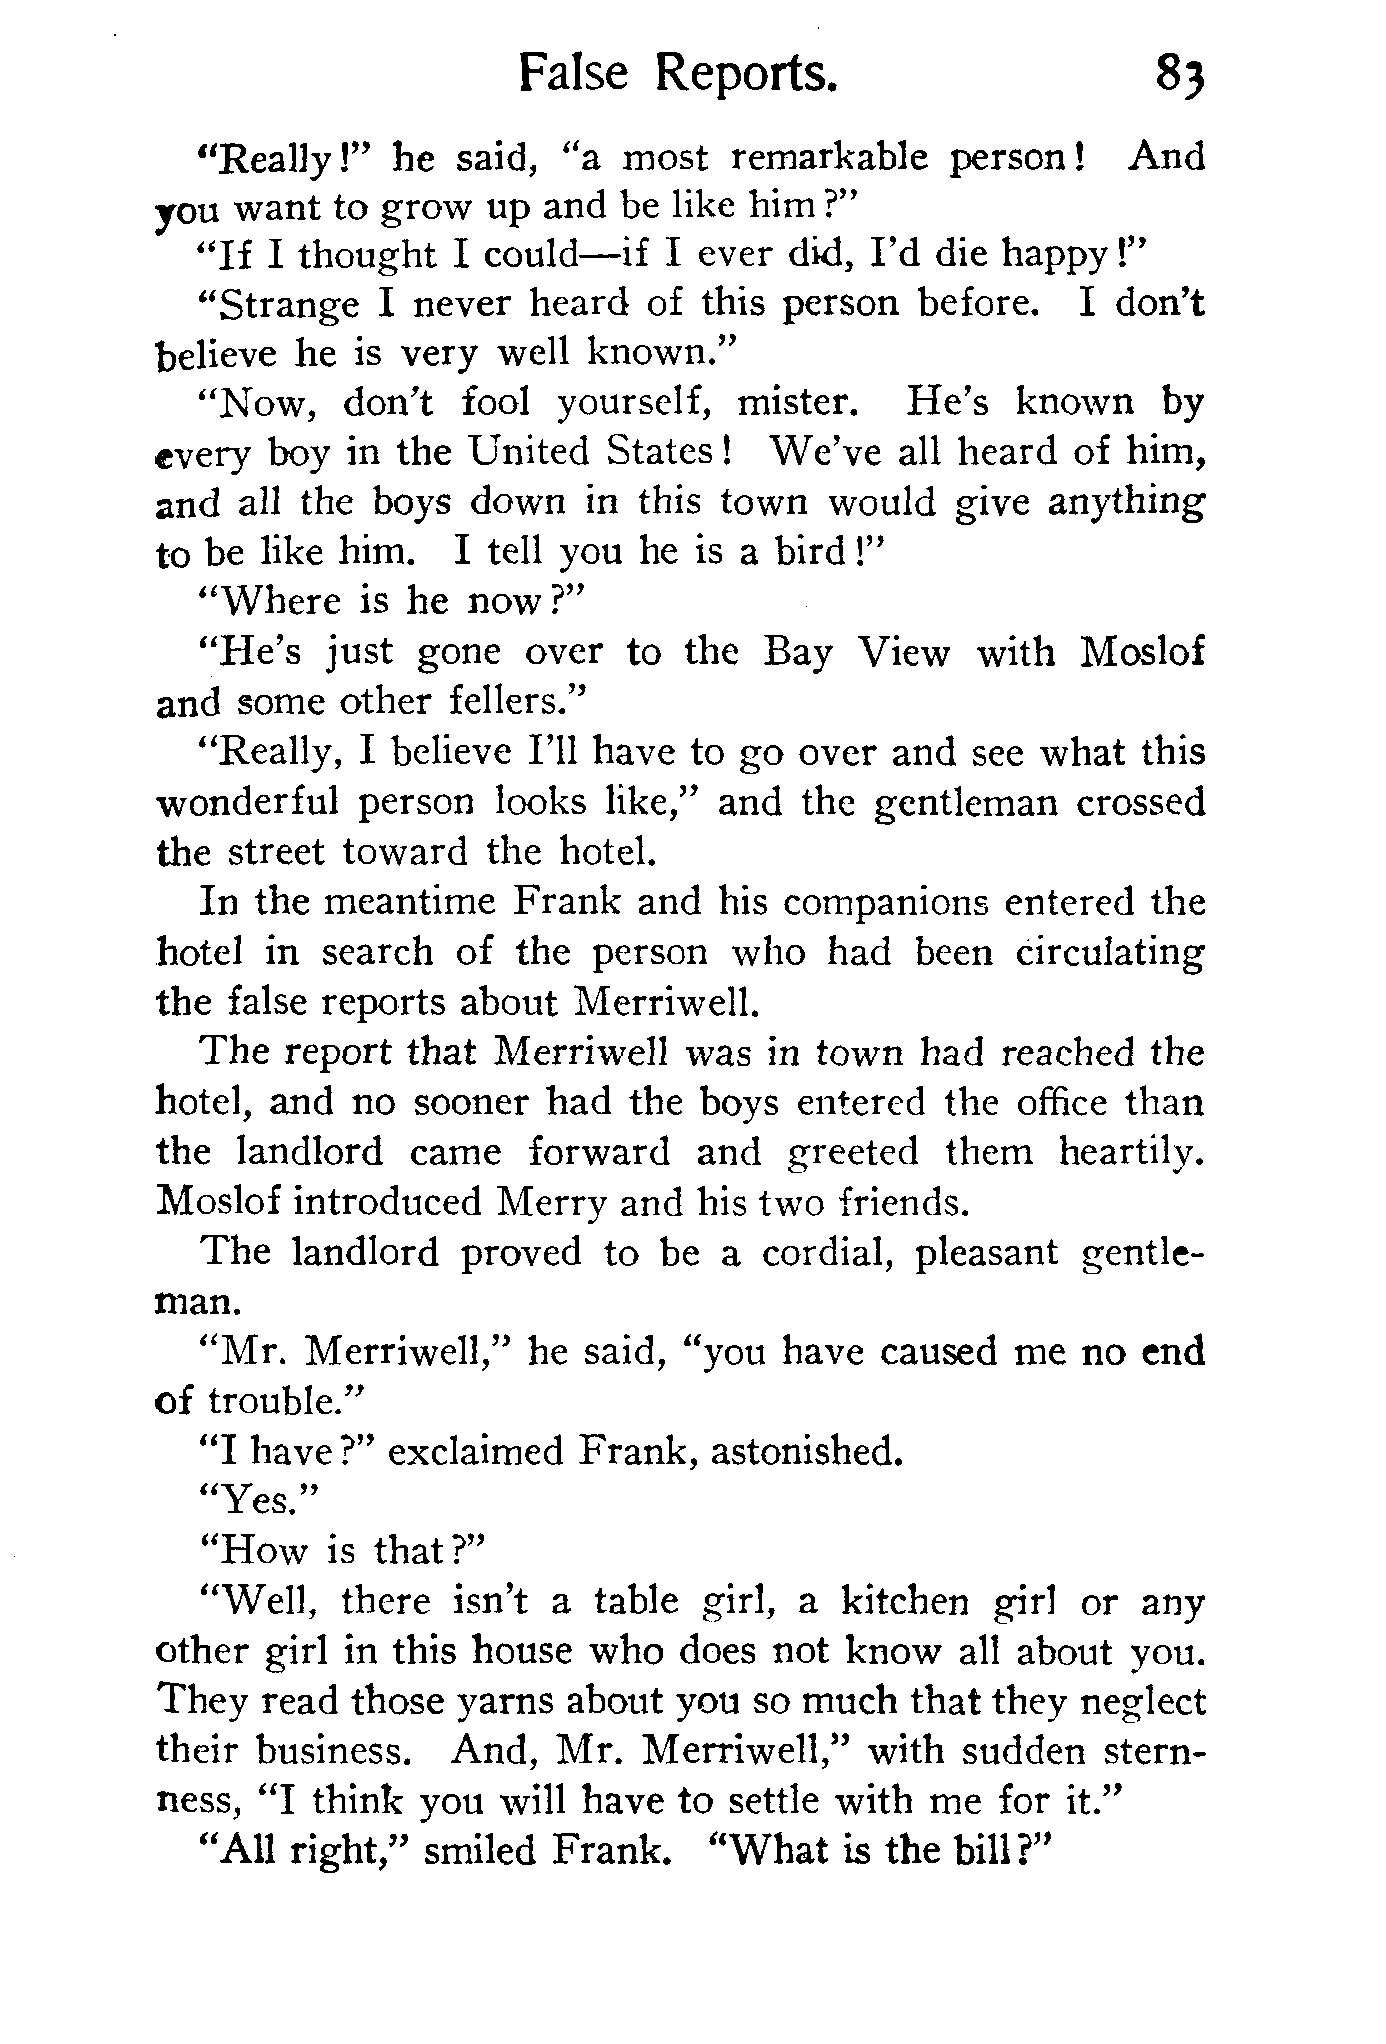 False Reports. 83
“Really!” he said, “a most remarkable person! And
you want to grow up and be like him?”
“If I thought I could—if I ever did, I’d die happy!”
“Strange I never heard of this person before. I don’t
believe he is very well known.”
“Now, don’t fool yourself, mister. He’s known by
every boy in the United States! We’ve all heard of him,
and all the boys down in this town would give anything
to be like him. I tell you he is a bird!”
“Where is he now?”
“He’s just gone over to the Bay View with Moslof
and some other fellers.”
“Really, I believe I’ll have to go over and see what this
wonderful person looks like,” and the gentleman crossed
the street toward the hotel.
In the meantime Frank and his companions entered the
hotel in search of the person who had been circulating
the false reports about Merriwell.
The report that Merriwell was in town had reached the
hotel, and no sooner had the boys entered the office than
the landlord came forward and greeted them heartily.
Moslof introduced Merry and his two friends.
The landlord proved to be a cordial, pleasant gentle-
man.
“Mr. Merriwell,” he said, “you have caused me no end
of trouble.”
“I have?” exclaimed Frank, astonished.
“Yes.”
“How is that?”
“Well, there isn’t a table girl, a kitchen girl or any
other girl in this house who does not know all about you.
They read those yarns about you so much that they neglect
their business. And, Mr. Merriwell,” with sudden stern-
ness, “I think you will have to settle with me for it.”
“All right,” smiled Frank. “What is the bill?”